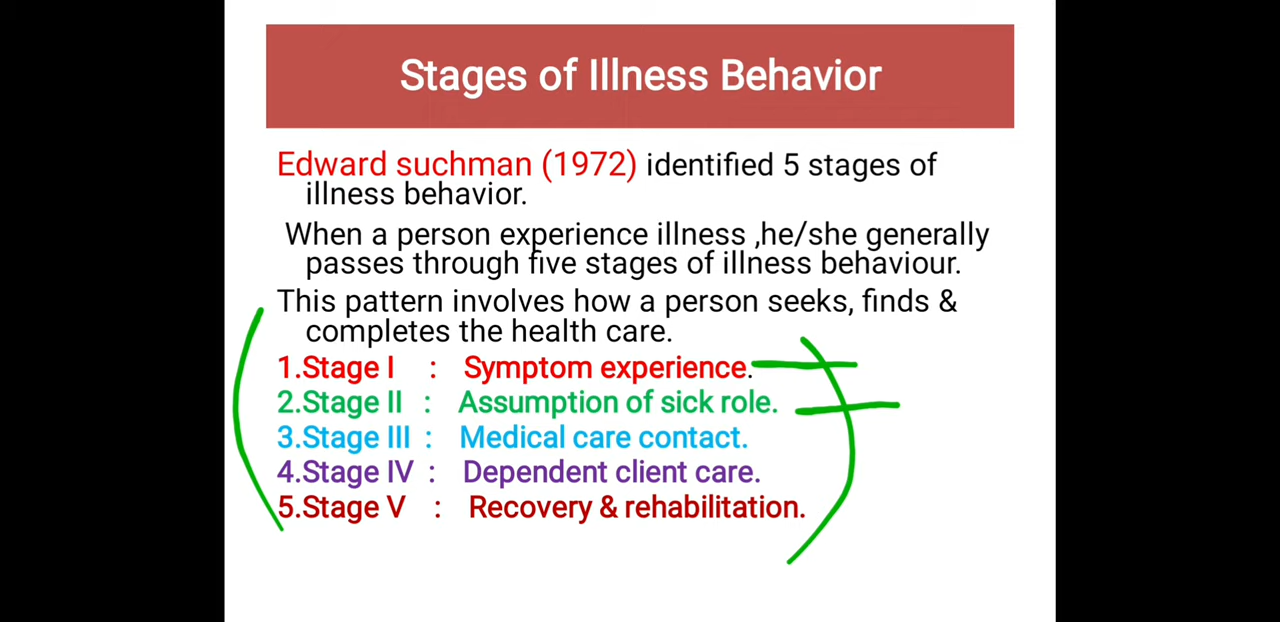 Stages of Illness Behavior
Edward suchman (1972) identified 5 stages of
illness behavior.
When a person experience illness ,he/she generally
passes through five stages of illness behaviour.
This pattern involves how a person seeks, finds &
completes the health care.
1.Stage I : Symptom experience.
2.Stage II : Assumption of sick role.
3.Stage III : Medical care contact.
4.Stage IV : Dependent client care.
5.Stage V : Recovery & rehabilitation.